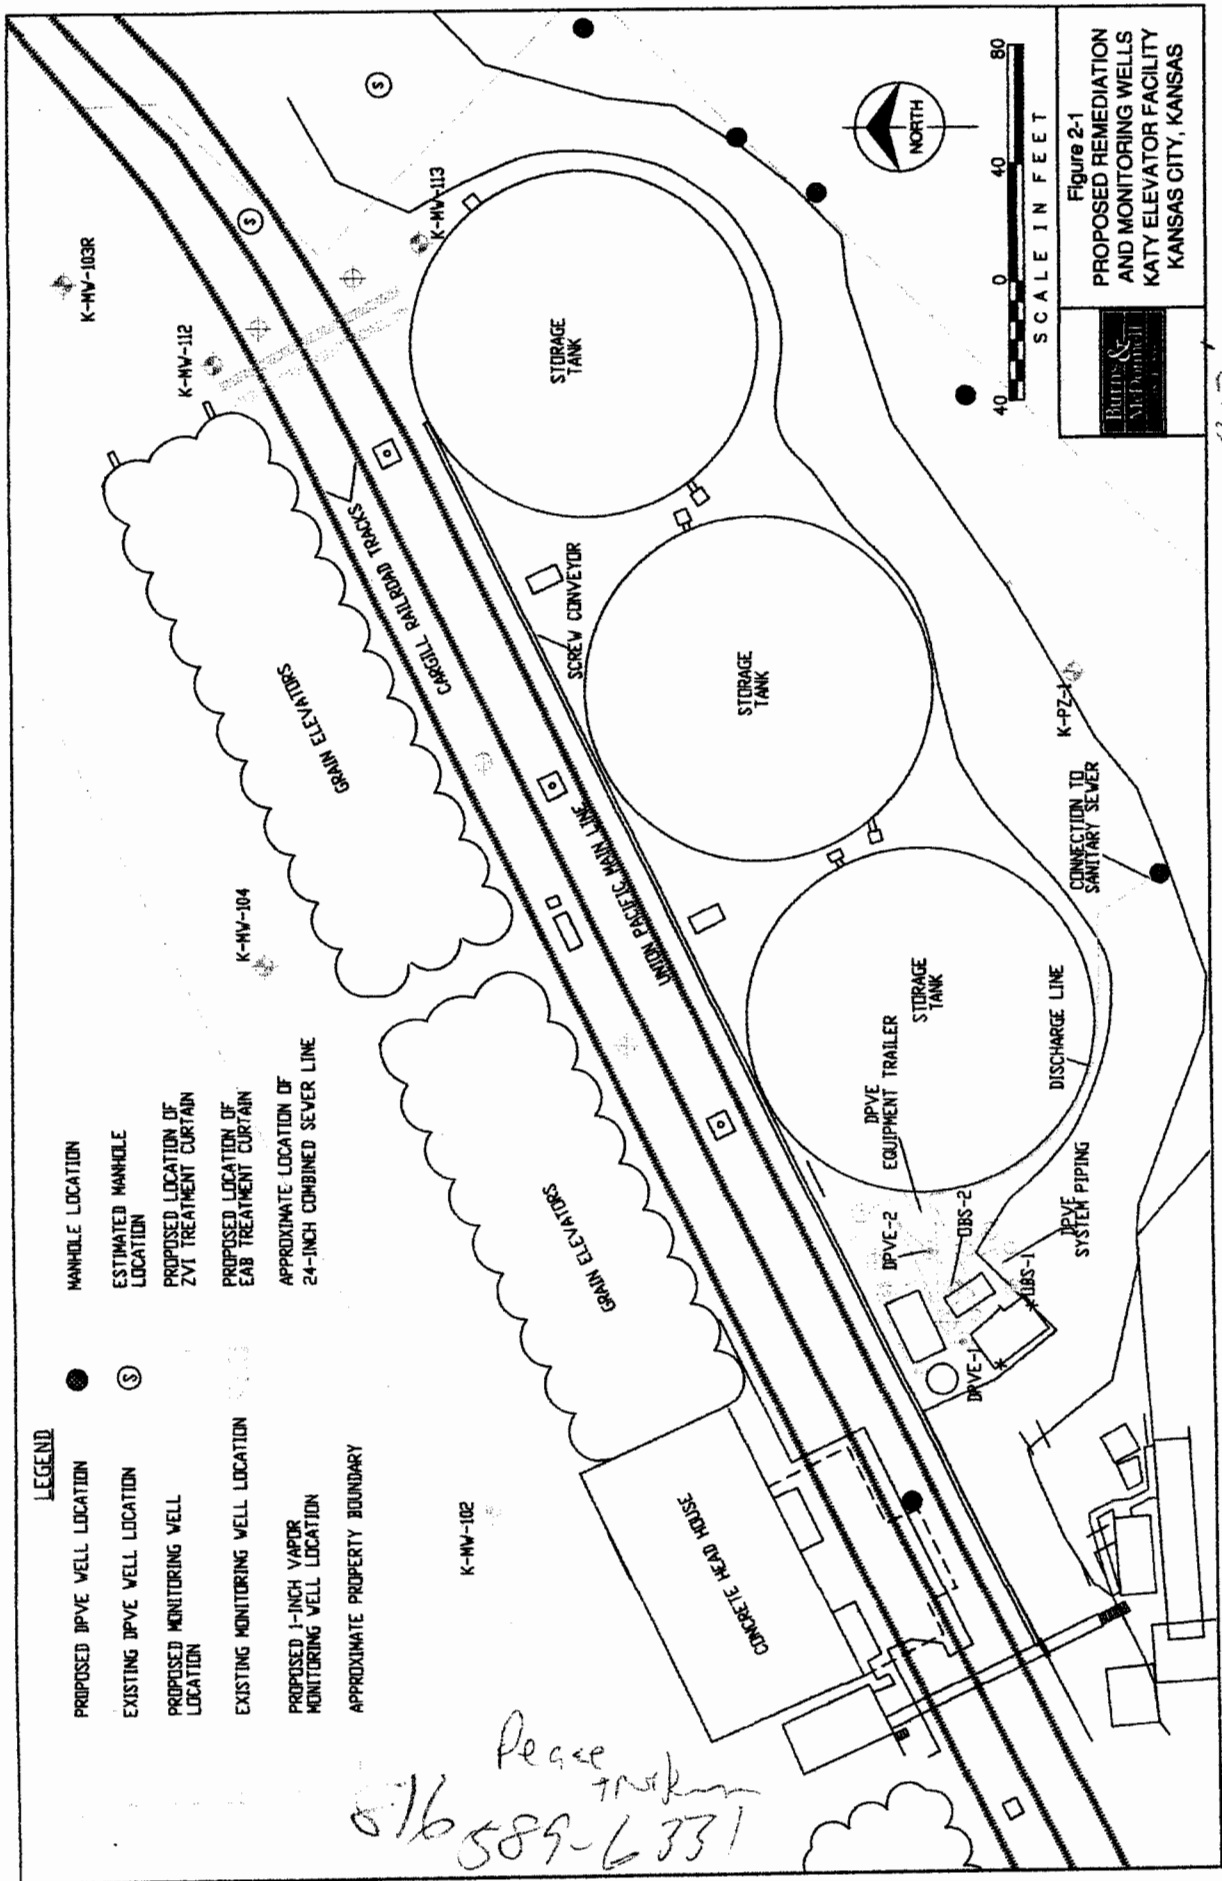 LEGEND
PROPOSED DPVE WELL LOCATION
EXISTING DPVE WELL LOCATION
PROPOSED MONITORING WELL
LOCATION
EXISTING MONITORING WELL LOCATION
PROPOSED 1-INCH VAPOR
MONITORING WELL LOCATION
APPROXIMATE PROPERTY BOUNDARY
MANHOLE LOCATION
S
ESTIMATED MANHOLE
LOCATION
PROPOSED LOCATION OF
ZVI TREATMENT CURTAIN
PROPOSED LOCATION OF
EAB TREATMENT CURTAIN
APPROXIMATE LOCATION OF
24-INCH COMBINED SEWER LINE
K-MW-103R
K-MW-112
S
S
K-MW-113
K-MW-104
K-MW-102
GRAIN ELEVATORS
GRAIN ELEVATORS
CARGILL RAILROAD TRACKS
UNION PACIFIC MAIN LINE
SCREW CONVEYOR
CONCRETE HEAD HOUSE
STORAGE
TANK
STORAGE
TANK
STORAGE
TANK
DPVE
EQUIPMENT TRAILER
DPVE-2
OBS-2
DPVE
SYSTEM PIPING
OBS-1
DPVE-1
DISCHARGE LINE
CONNECTION TO
SANITARY SEWER
K-PZ-1
NORTH
40 0 40 80
SCALE IN FEET
Burns &
McDonnell
Figure 2-1
PROPOSED REMEDIATION
AND MONITORING WELLS
KATY ELEVATOR FACILITY
KANSAS CITY, KANSAS
816
589-6331